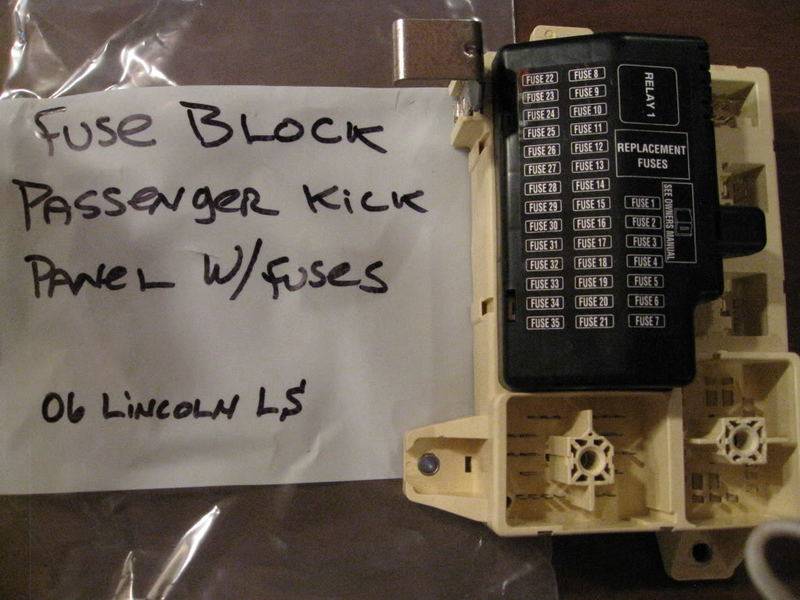 Fuse Block
Passenger Kick
Panel w/fuses
06 Lincoln LS
FUSE 22
FUSE 23
FUSE 24
FUSE 25
FUSE 26
FUSE 27
FUSE 28
FUSE 29
FUSE 30
FUSE 31
FUSE 32
FUSE 33
FUSE 34
FUSE 35
FUSE 8
FUSE 9
FUSE 10
FUSE 11
FUSE 12
FUSE 13
FUSE 14
FUSE 15
FUSE 16
FUSE 17
FUSE 18
FUSE 19
FUSE 20
FUSE 21
RELAY 1
REPLACEMENT
FUSES
FUSE 1
FUSE 2
FUSE 3
FUSE 4
FUSE 5
FUSE 6
FUSE 7
SEE OWNERS MANUAL